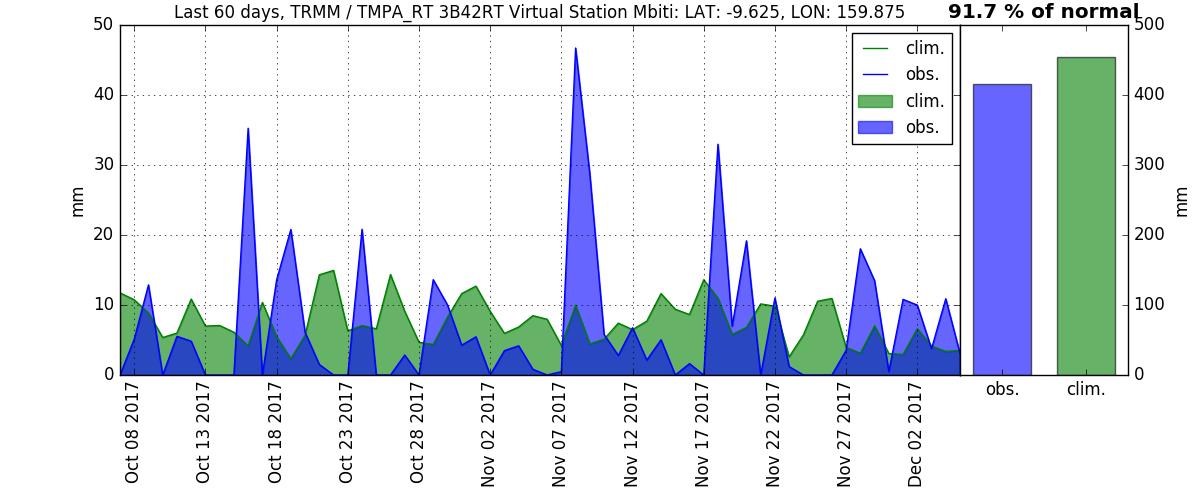 Last 60 days, TRMM / TMPA_RT 3B42RT Virtual Station Mbiti: LAT: -9.625, LON: 159.875
91.7 % of normal
50
40
30
20
10
0
mm
clim.
obs.
clim.
obs.
500
400
300
200
100
0
mm
obs.
clim.
Oct 08 2017
Oct 13 2017
Oct 18 2017
Oct 23 2017
Oct 28 2017
Nov 02 2017
Nov 07 2017
Nov 12 2017
Nov 17 2017
Nov 22 2017
Nov 27 2017
Dec 02 2017